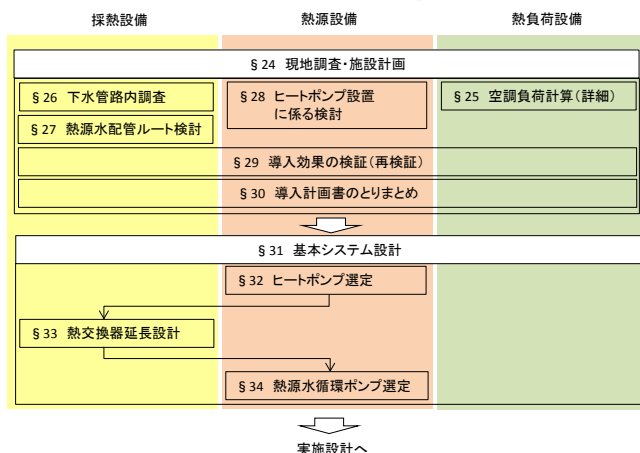 採熱設備
熱源設備
熱負荷設備
§24 現地調査・施設計画
§26 下水管路内調査
§28 ヒートポンプ設置
に係る検討
§25 空調負荷計算(詳細)
§27 熱源水配管ルート検討
§29 導入効果の検証(再検証)
§30 導入計画書のとりまとめ
§31 基本システム設計
§32 ヒートポンプ選定
§33 熱交換器延長設計
§34 熱源水循環ポンプ選定
実施設計へ